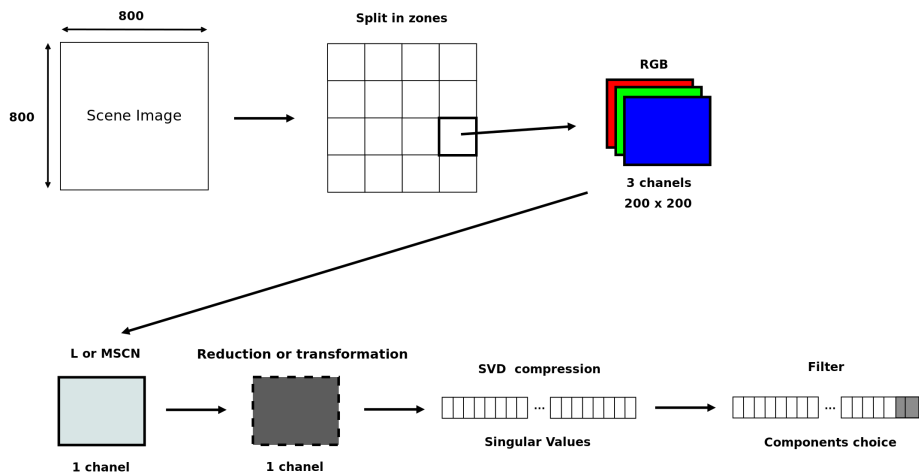 800
Split in zones
RGB
800
Scene Image
3 chanels
200 x 200
L or MSCN
Reduction or transformation
SVD compression
Filter
...
...
Singular Values
Components choice
1 chanel
1 chanel